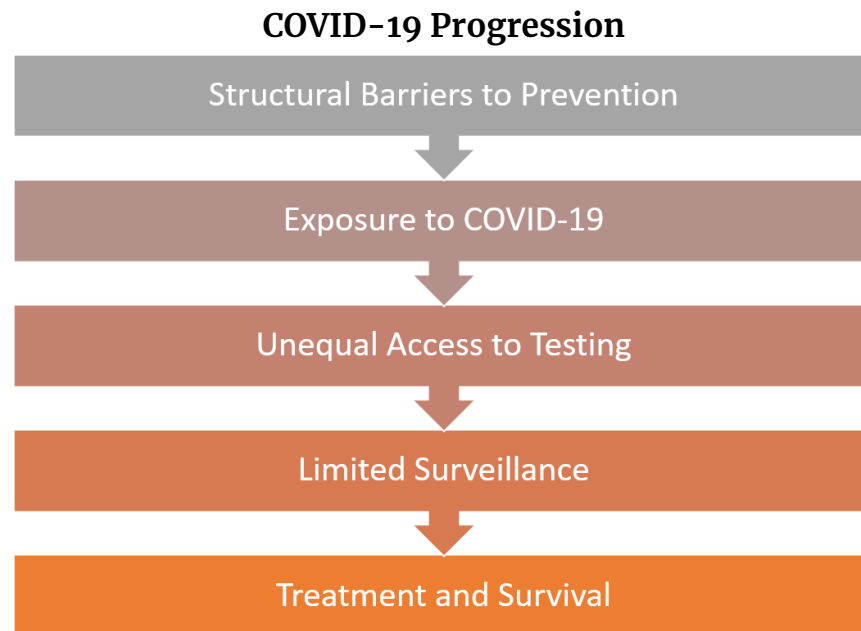 COVID-19 Progression
Structural Barriers to Prevention
Exposure to COVID-19
Unequal Access to Testing
Limited Surveillance
Treatment and Survival